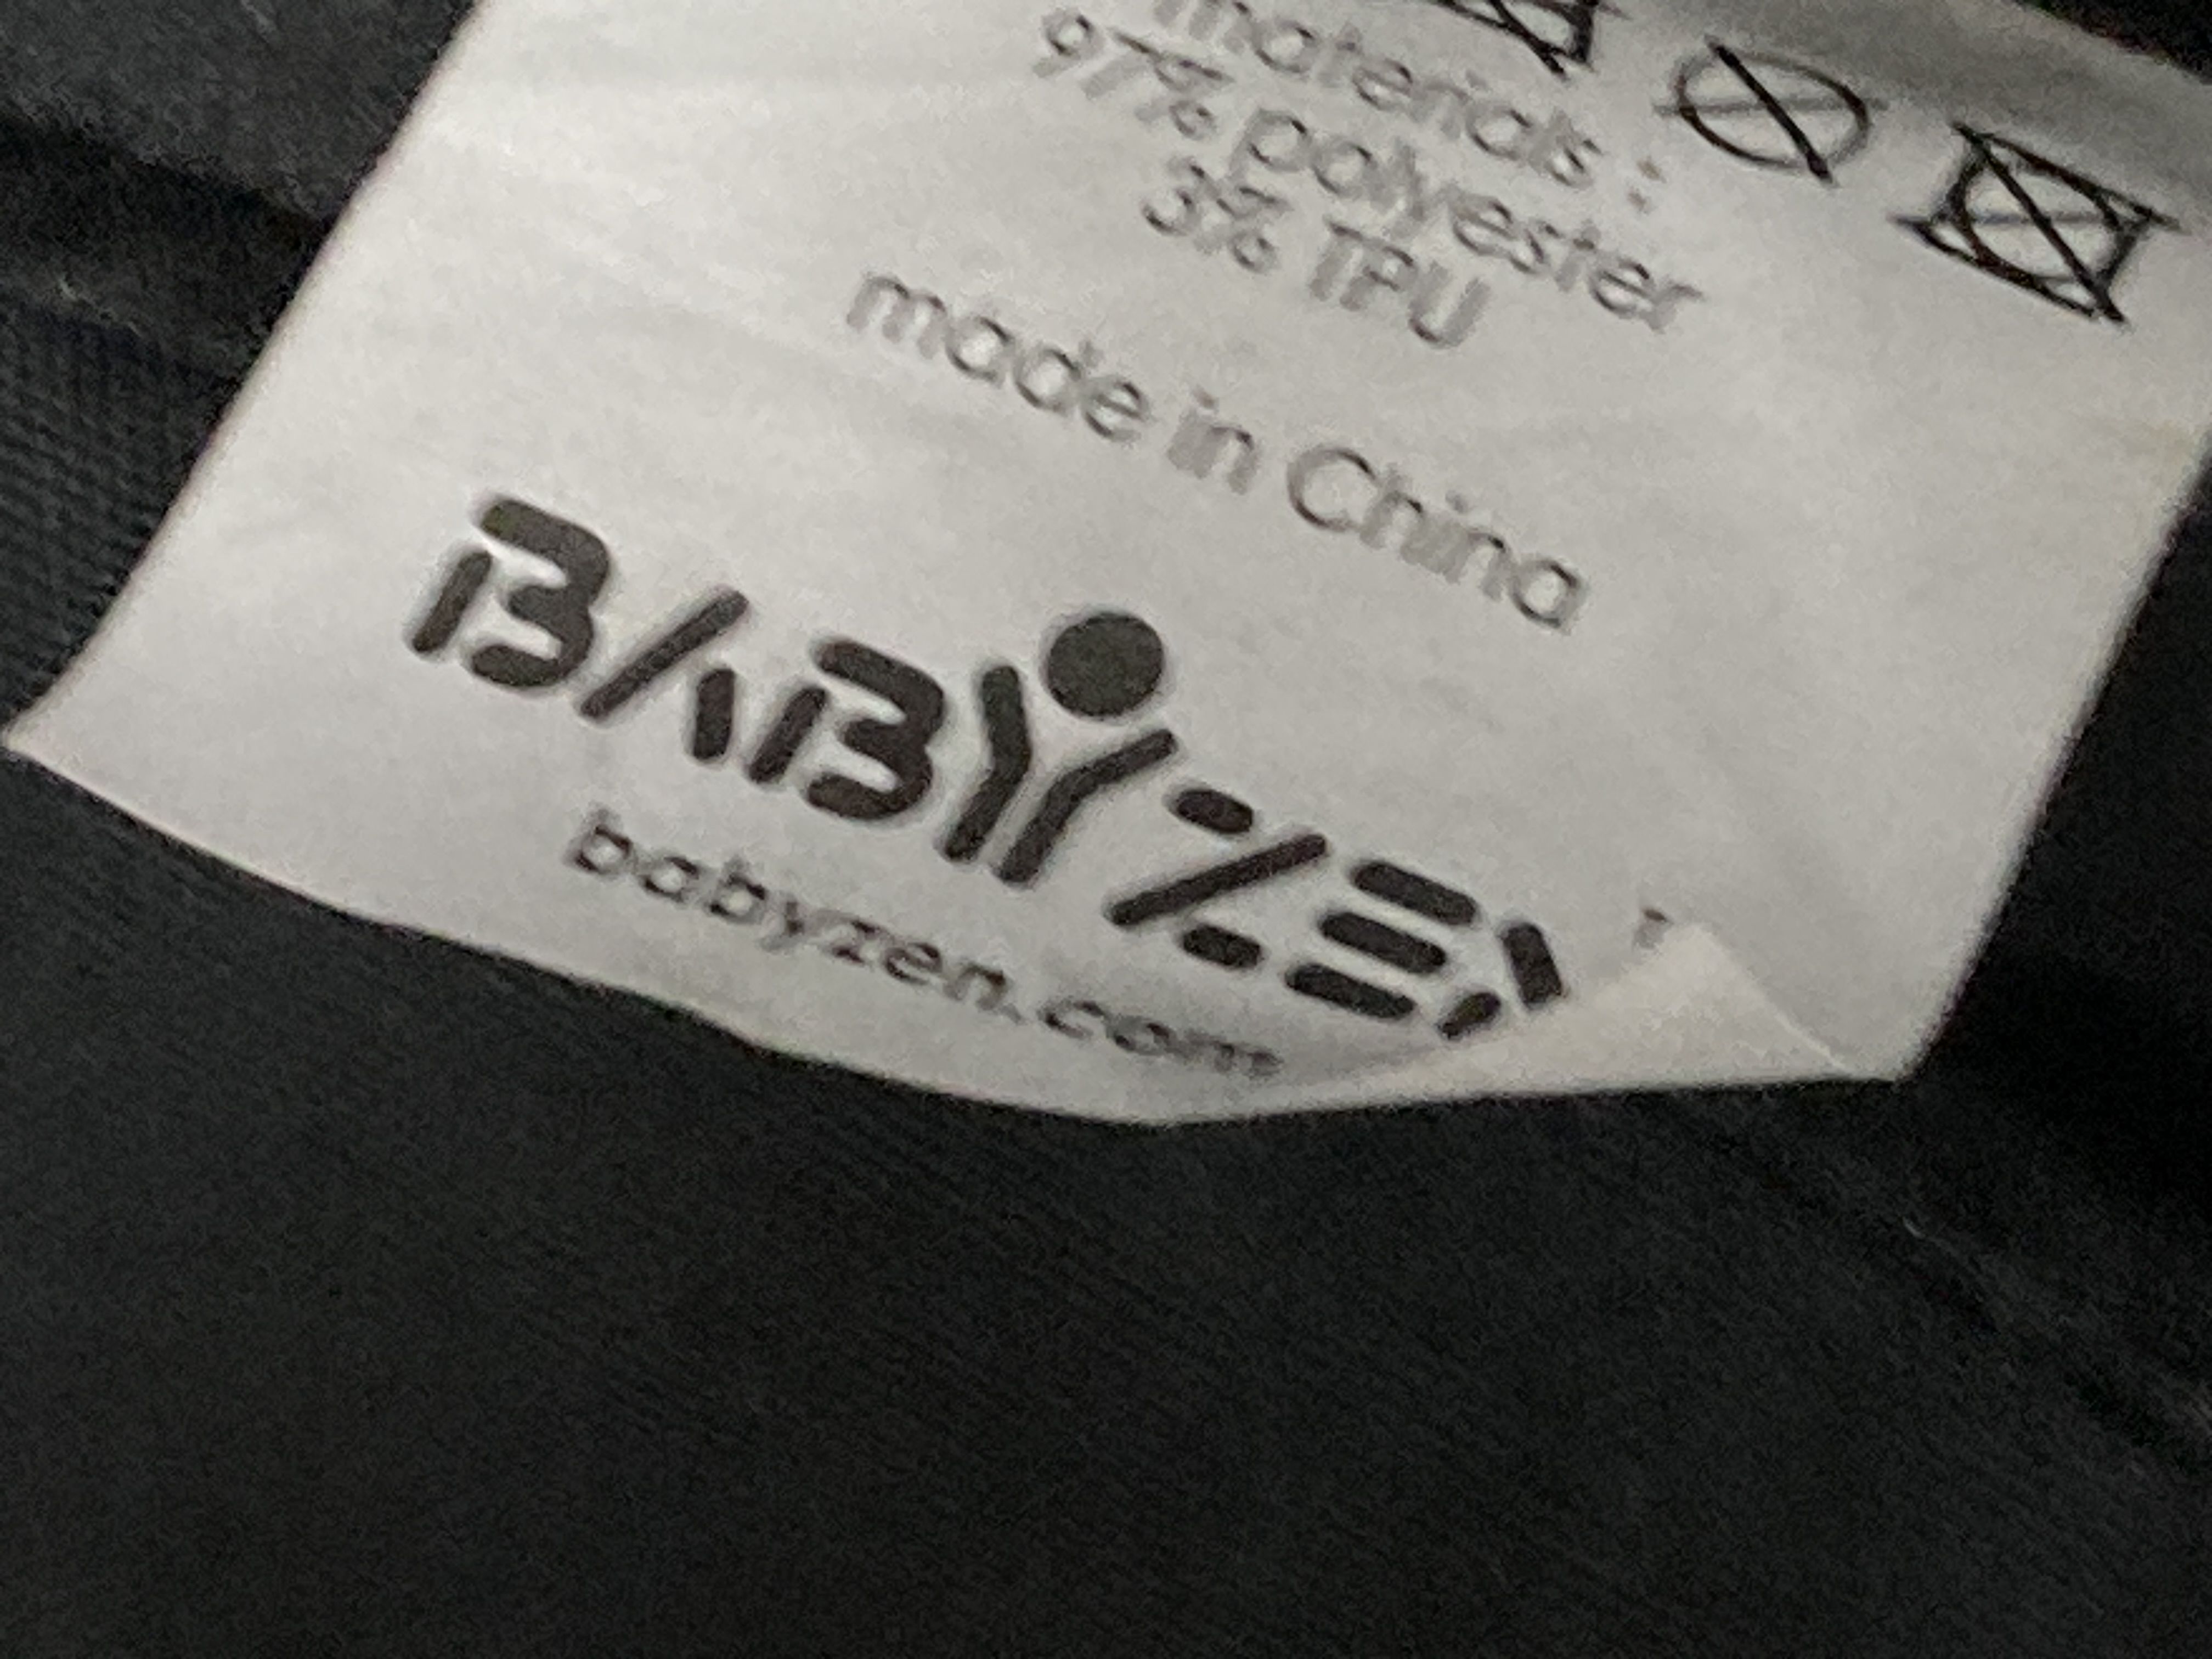 materials :
97% polyester
3% TPU
made in China
BABYZEN
babyzen.com